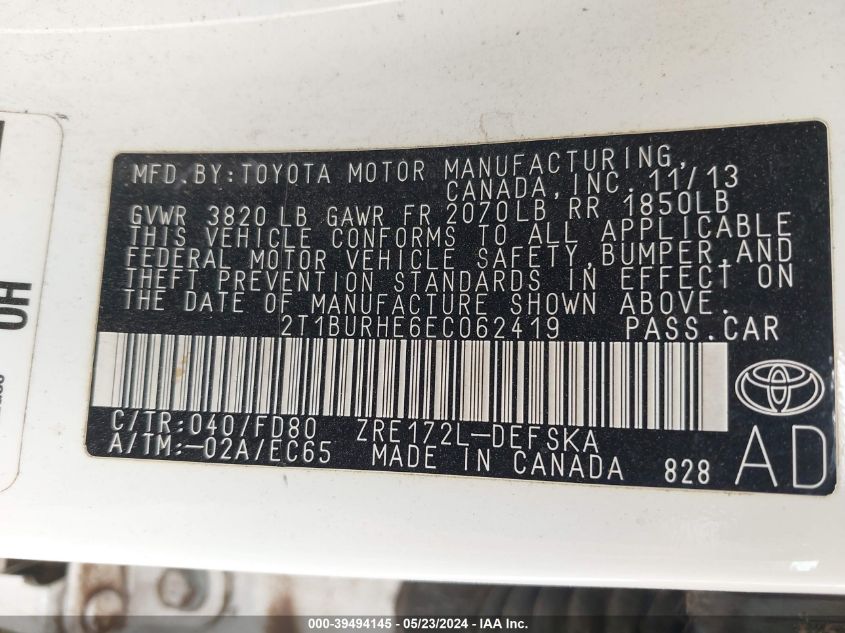 MFD. BY: TOYOTA MOTOR MANUFACTURING,
CANADA, INC. 11/13
GVWR 3820 LB GAWR FR 2070LB RR 1850LB
THIS VEHICLE CONFORMS TO ALL APPLICABLE
FEDERAL MOTOR VEHICLE SAFETY, BUMPER, AND
THEFT PREVENTION STANDARDS IN EFFECT ON
THE DATE OF MANUFACTURE SHOWN ABOVE.
2T1BURHE6EC062419 PASS.CAR
C/TR:040/FD80 ZRE172L-DEFSKA
A/TM:-02A/EC65 MADE IN CANADA 828 AD
000-39494145 - 05/23/2024 - IAA Inc.